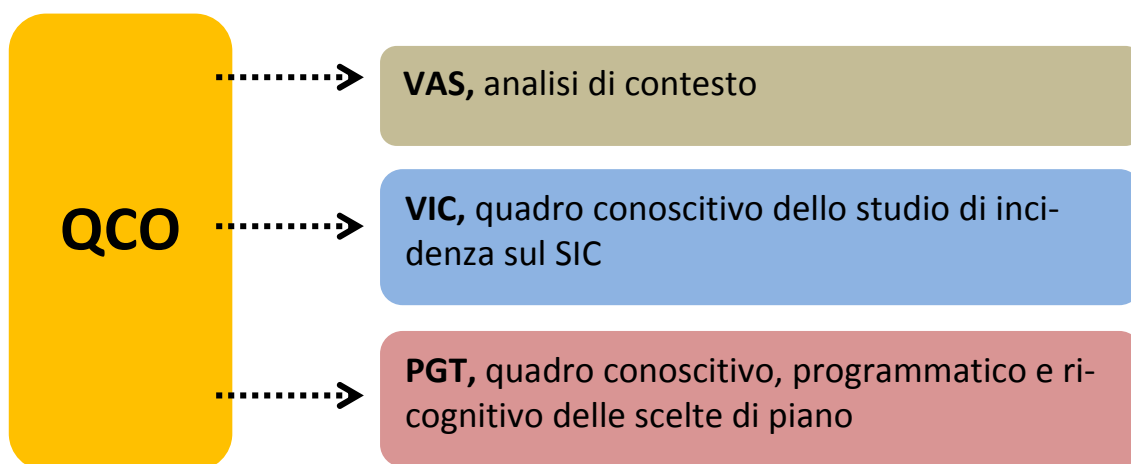 QCO
VAS, analisi di contesto
VIC, quadro conoscitivo dello studio di inci-
denza sul SIC
PGT, quadro conoscitivo, programmatico e ri-
cognitivo delle scelte di piano